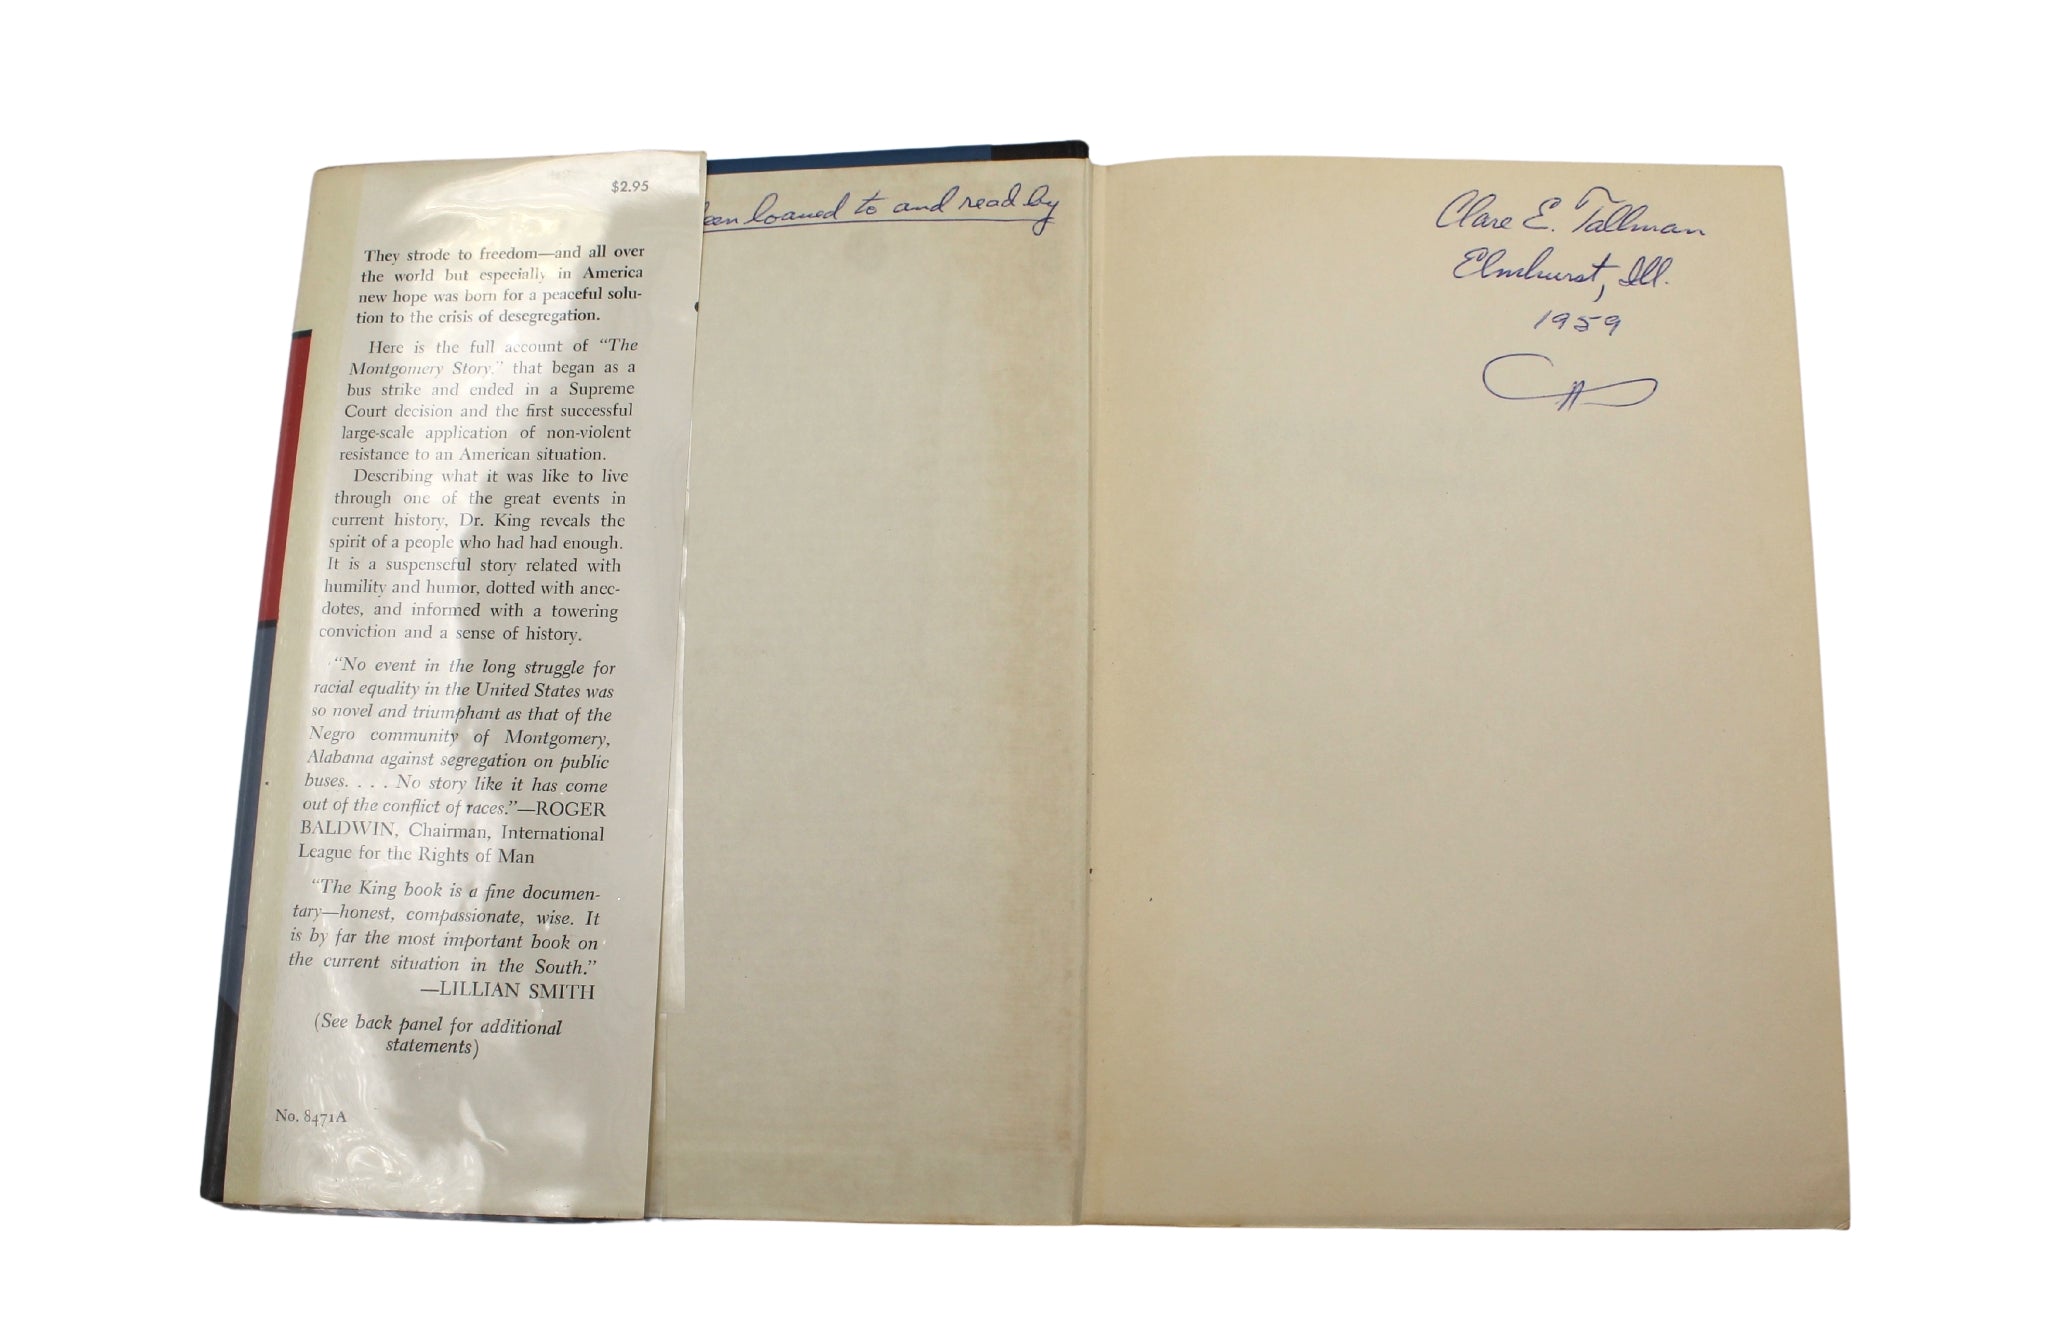 $2.95
They strode to freedom—and all over
the world but especially in America
new hope was born for a peaceful solu-
tion to the crisis of desegregation.
Here is the full account of "The
Montgomery Story," that began as a
bus strike and ended in a Supreme
Court decision and the first successful
large-scale application of non-violent
resistance to an American situation.
Describing what it was like to live
through one of the great events in
current history, Dr. King reveals the
spirit of a people who had had enough.
It is a suspenseful story related with
humility and humor, dotted with anec-
dotes, and informed with a towering
conviction and a sense of history.
"No event in the long struggle for
racial equality in the United States was
so novel and triumphant as that of the
Negro community of Montgomery,
Alabama against segregation on public
buses. . . . No story like it has come
out of the conflict of races."—ROGER
BALDWIN, Chairman, International
League for the Rights of Man
"The King book is a fine documen-
tary—honest, compassionate, wise. It
is by far the most important book on
the current situation in the South."
—LILLIAN SMITH
(See back panel for additional
statements)
No. 8471A
een loaned to and read by
Clare E. Tallman
Elmhurst, Ill.
1959